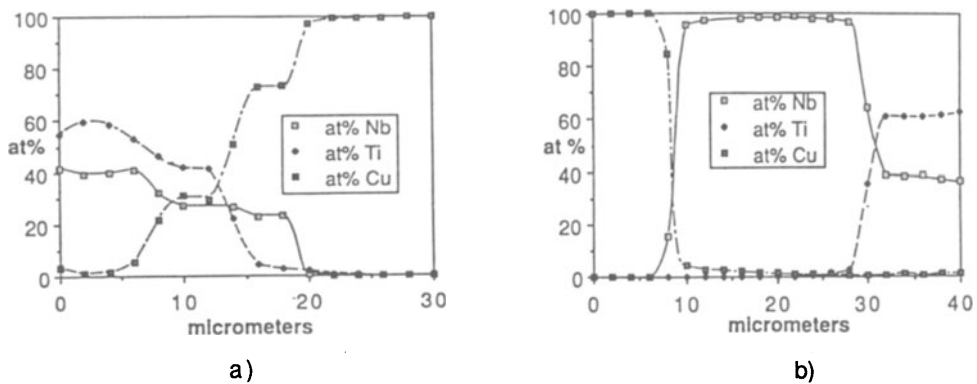 a)
100
80
60
at%
40
20
0
0
10
20
30
micrometers
at% Nb
at% Ti
at% Cu
b)
100
80
60
at %
40
20
0
0
10
20
30
40
micrometers
at% Nb
at% Ti
at% Cu